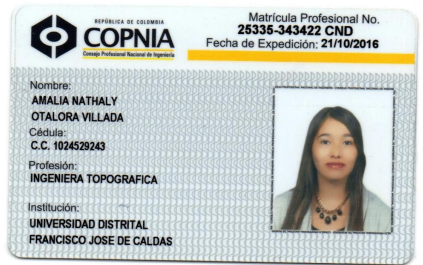 REPÚBLICA DE COLOMBIA
COPNIA
Consejo Profesional Nacional de Ingeniería
Matrícula Profesional No.
25335-343422 CND
Fecha de Expedición: 21/10/2016
Nombre:
AMALIA NATHALY
OTALORA VILLADA
Cédula:
C.C. 1024529243
Profesión:
INGENIERA TOPOGRAFICA
Institución:
UNIVERSIDAD DISTRITAL
FRANCISCO JOSE DE CALDAS